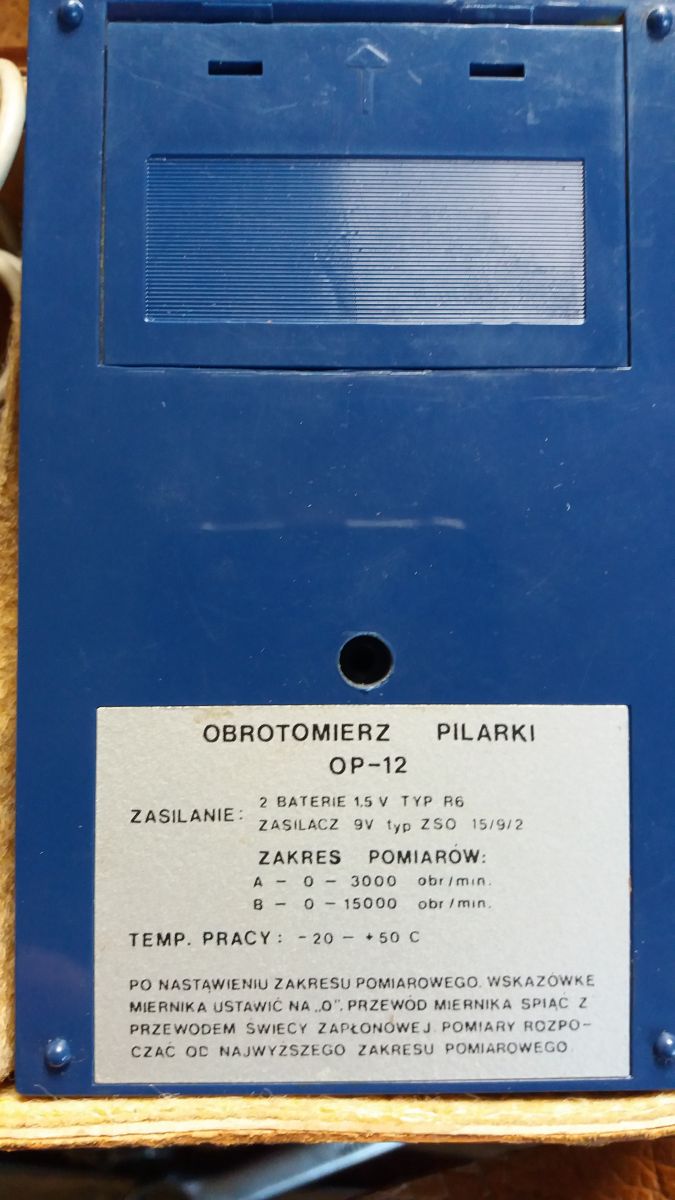 OBROTOMIERZ PILARKI
OP-12
ZASILANIE: 2 BATERIE 1.5 V TYP R6
ZASILACZ 9V typ ZSO 15/9/2
ZAKRES POMIARÓW:
A - 0 - 3000 obr/min.
B - 0 - 15000 obr/min.
TEMP. PRACY: -20 - +50 C
PO NASTAWIENIU ZAKRESU POMIAROWEGO. WSKAZÓWKĘ
MIERNIKA USTAWIĆ NA „O”. PRZEWÓD MIERNIKA SPIĄĆ Z
PRZEWODEM ŚWIECY ZAPŁONOWEJ. POMIARY ROZPO-
CZĄĆ OD NAJWYŻSZEGO ZAKRESU POMIAROWEGO.